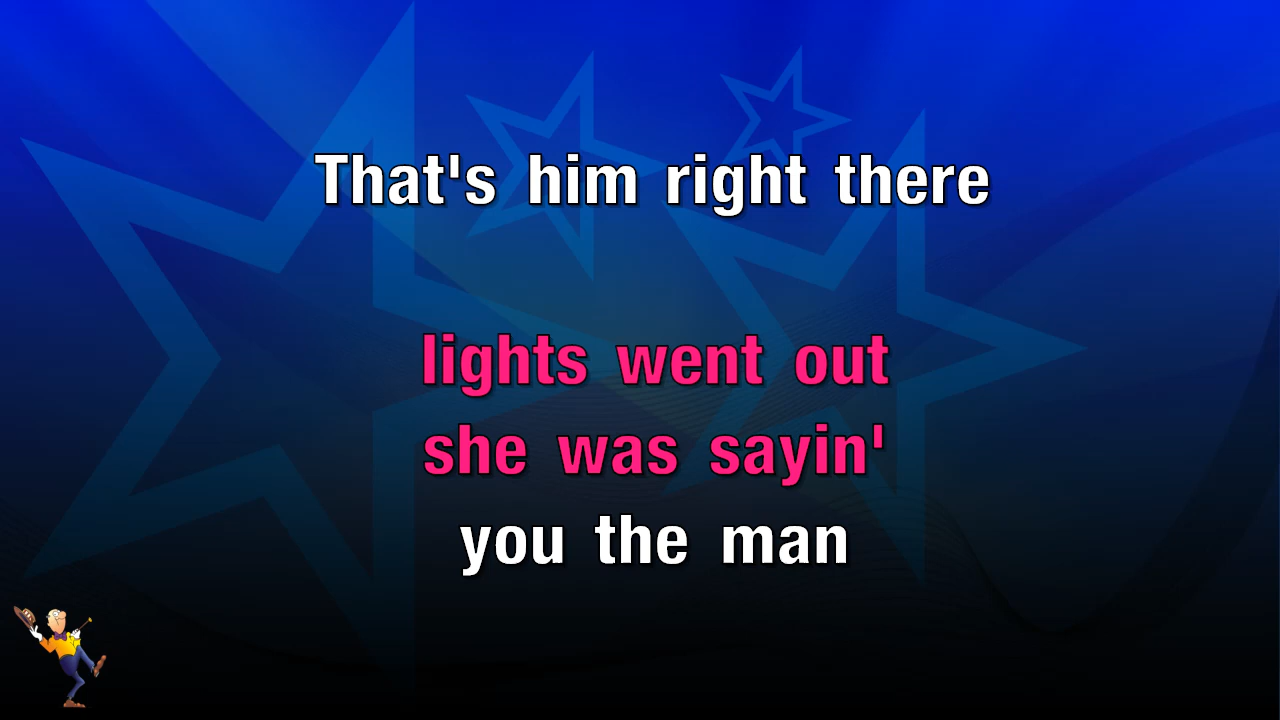 That's him right there
lights went out
she was sayin'
you the man